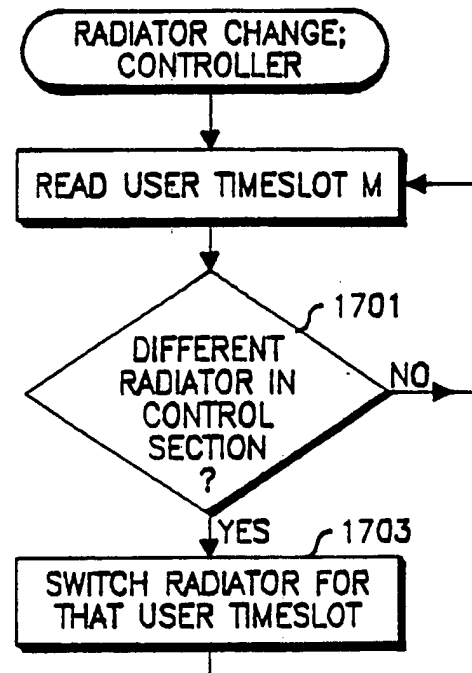 RADIATOR CHANGE;
CONTROLLER
READ USER TIMESLOT M
1701
DIFFERENT
RADIATOR IN
CONTROL
SECTION
?
NO
YES
1703
SWITCH RADIATOR FOR
THAT USER TIMESLOT